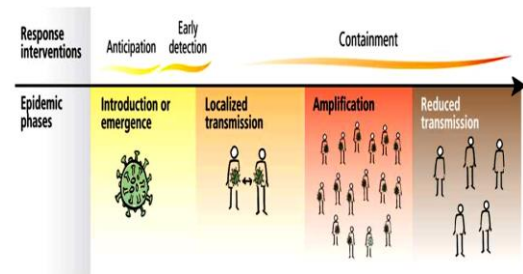 Response
interventions
Anticipation
Early
detection
Containment
Epidemic
phases
Introduction or
emergence
Localized
transmission
Amplification
Reduced
transmission